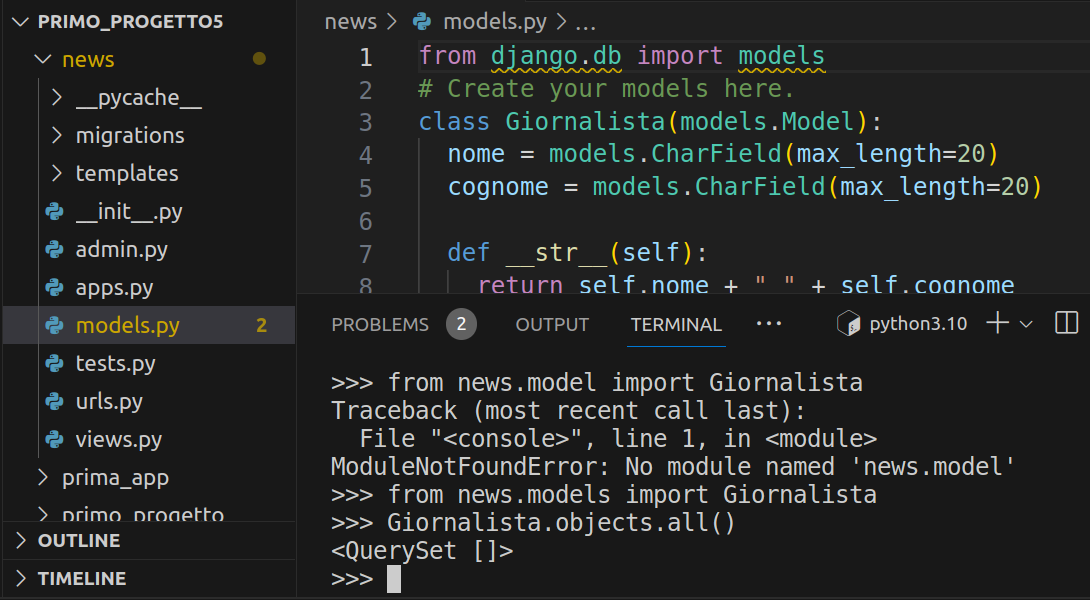 PRIMO_PROGETTO5
news
__pycache__
migrations
templates
__init__.py
admin.py
apps.py
models.py 2
tests.py
urls.py
views.py
prima_app
primo_progetto
OUTLINE
TIMELINE
news > models.py > ...
1 from django.db import models
2 # Create your models here.
3 class Giornalista(models.Model):
4 nome = models.CharField(max_length=20)
5 cognome = models.CharField(max_length=20)
6
7 def __str__(self):
8 return self.nome + " " + self.cognome
PROBLEMS 2 OUTPUT TERMINAL ... python3.10
>>> from news.model import Giornalista
Traceback (most recent call last):
File "<console>", line 1, in <module>
ModuleNotFoundError: No module named 'news.model'
>>> from news.models import Giornalista
>>> Giornalista.objects.all()
<QuerySet []>
>>>